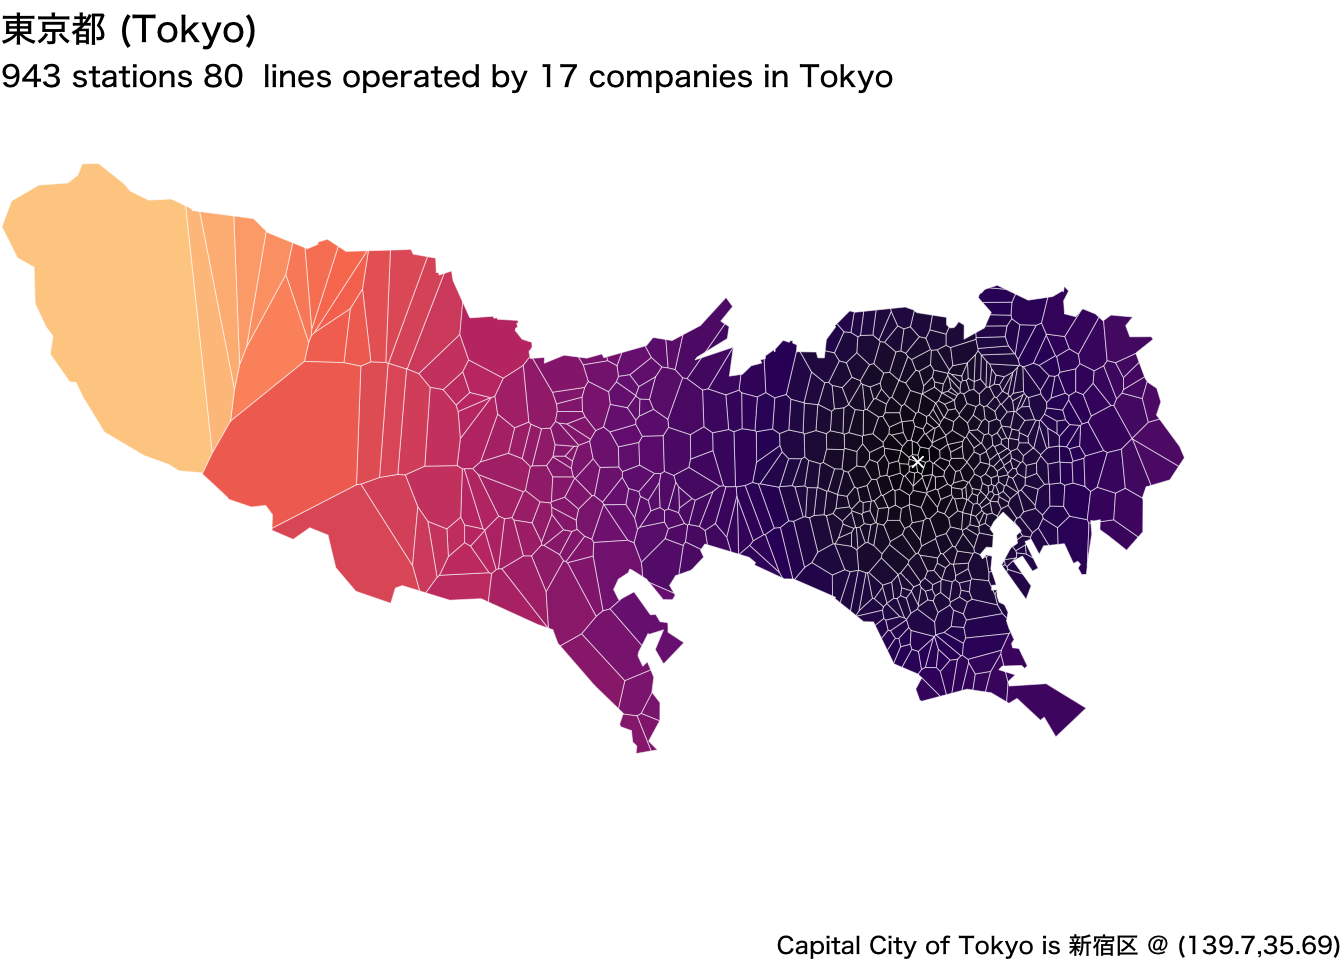 東京都 (Tokyo)
943 stations 80  lines operated by 17 companies in Tokyo
Capital City of Tokyo is 新宿区 @ (139.7,35.69)